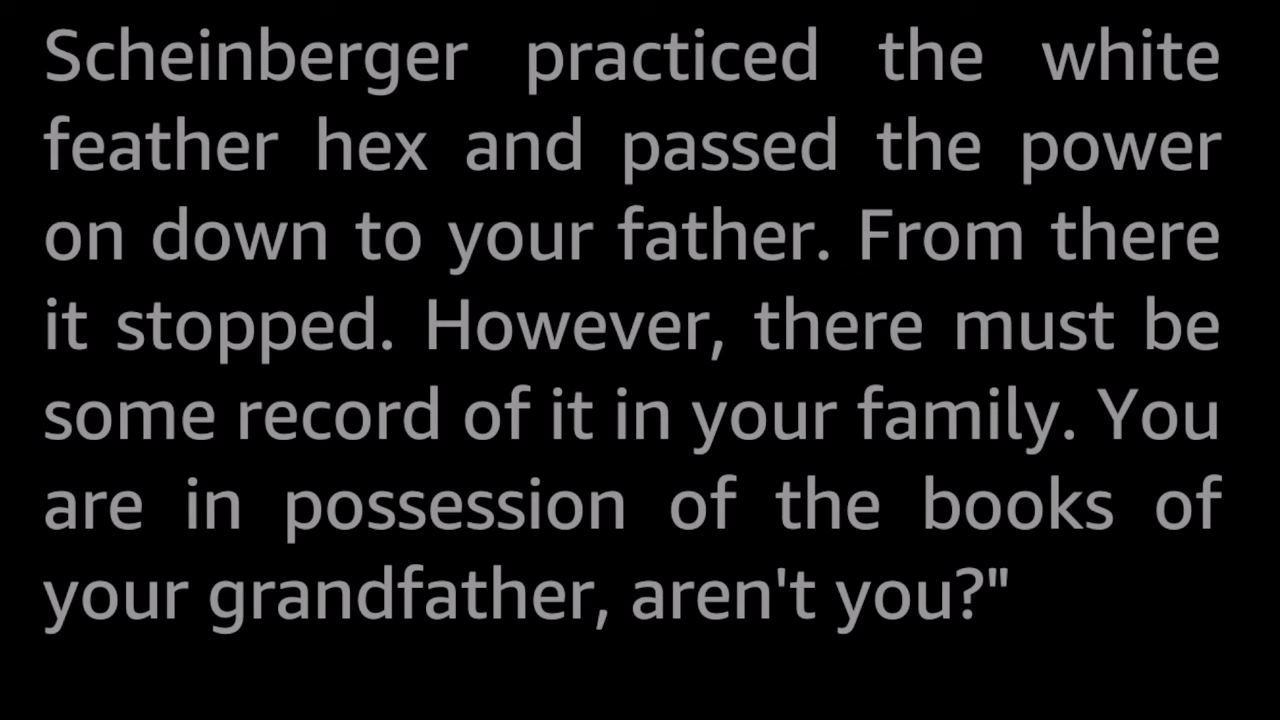 Scheinberger practiced the white
feather hex and passed the power
on down to your father. From there
it stopped. However, there must be
some record of it in your family. You
are in possession of the books of
your grandfather, aren't you?"